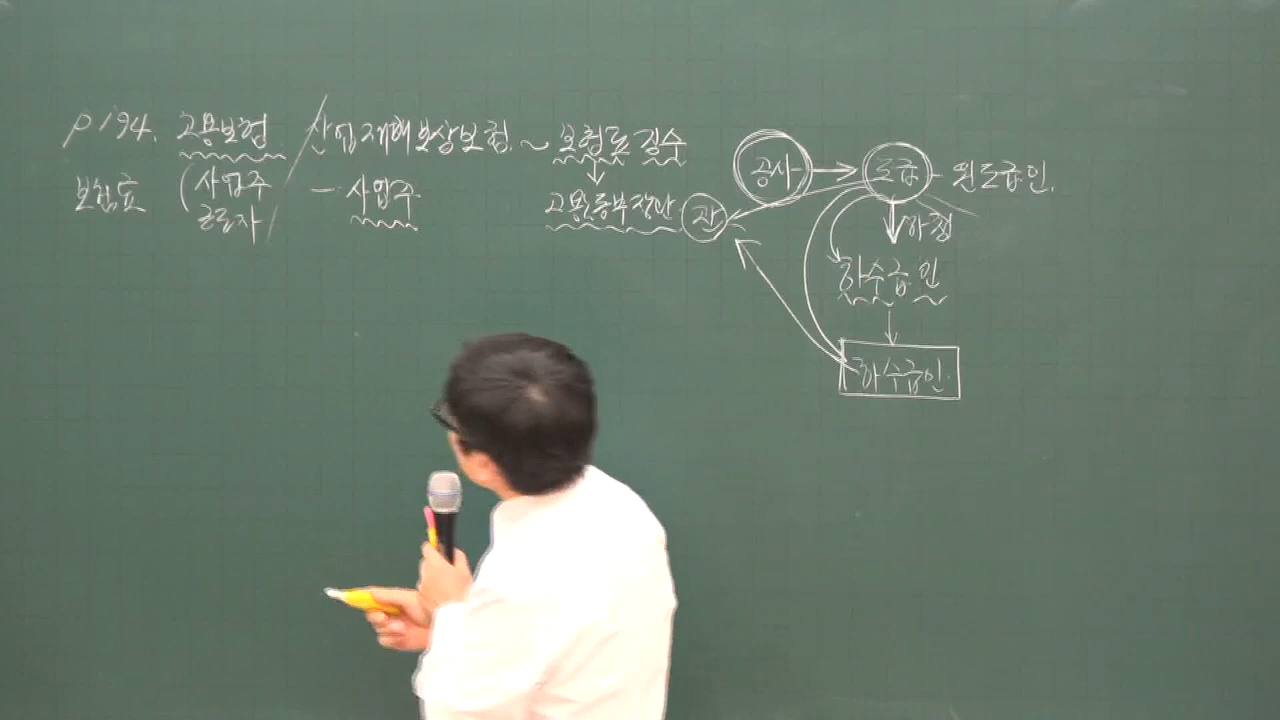 p 194. 고용보험 / 산업재해보상보험 ~ 보험료 징수
보험료 (사업주 - 사업주
근로자 /
고용노동부장관
공사 → 도급 - 원도급인.
하청
하수급인
하수급인.